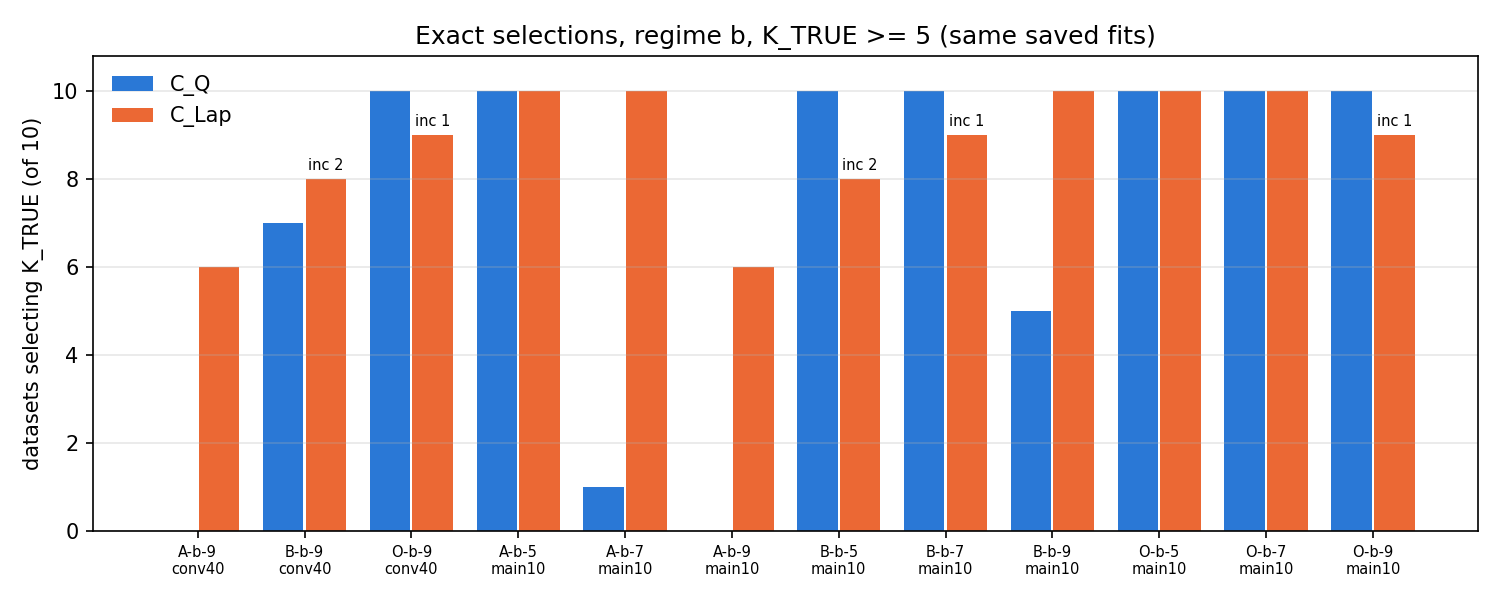 Exact selections, regime b, K_TRUE >= 5 (same saved fits)
C_Q
C_Lap
datasets selecting K_TRUE (of 10)
10
8
6
4
2
0
inc 2
inc 1
inc 2
inc 1
inc 1
A-b-9
conv40
B-b-9
conv40
O-b-9
conv40
A-b-5
main10
A-b-7
main10
A-b-9
main10
B-b-5
main10
B-b-7
main10
B-b-9
main10
O-b-5
main10
O-b-7
main10
O-b-9
main10